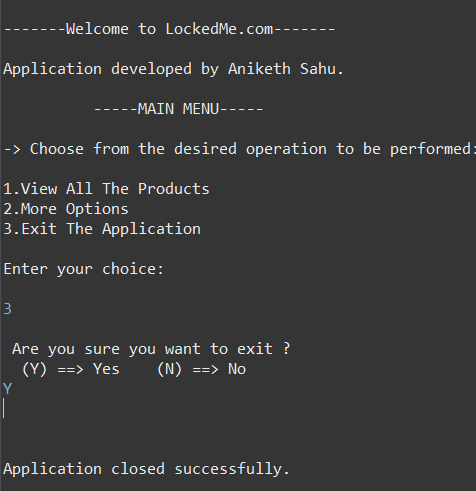 -------Welcome to LockedMe.com-------
Application developed by Aniketh Sahu.
-----MAIN MENU-----
-> Choose from the desired operation to be performed:
1.View All The Products
2.More Options
3.Exit The Application
Enter your choice:
3
Are you sure you want to exit ?
(Y) ==> Yes    (N) ==> No
Y
Application closed successfully.